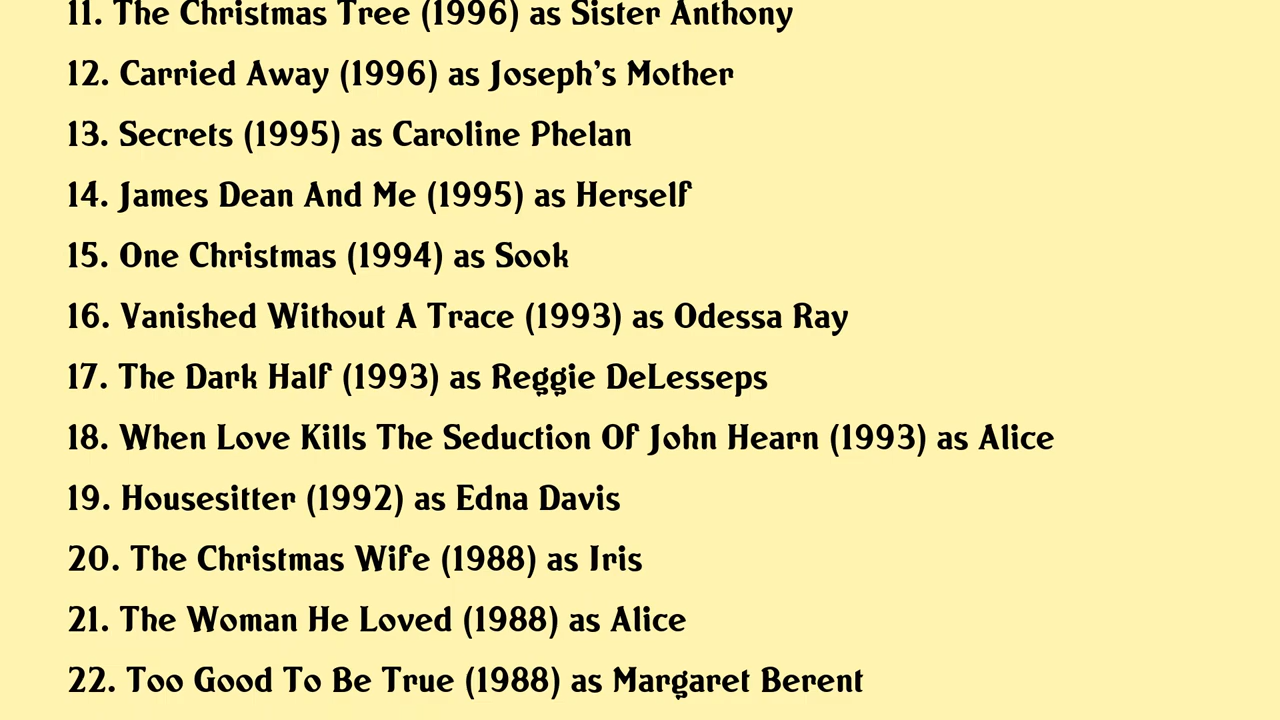 11. The Christmas Tree (1996) as Sister Anthony
12. Carried Away (1996) as Joseph's Mother
13. Secrets (1995) as Caroline Phelan
14. James Dean And Me (1995) as Herself
15. One Christmas (1994) as Sook
16. Vanished Without A Trace (1993) as Odessa Ray
17. The Dark Half (1993) as Reggie DeLesseps
18. When Love Kills The Seduction Of John Hearn (1993) as Alice
19. Housesitter (1992) as Edna Davis
20. The Christmas Wife (1988) as Iris
21. The Woman He Loved (1988) as Alice
22. Too Good To Be True (1988) as Margaret Berent